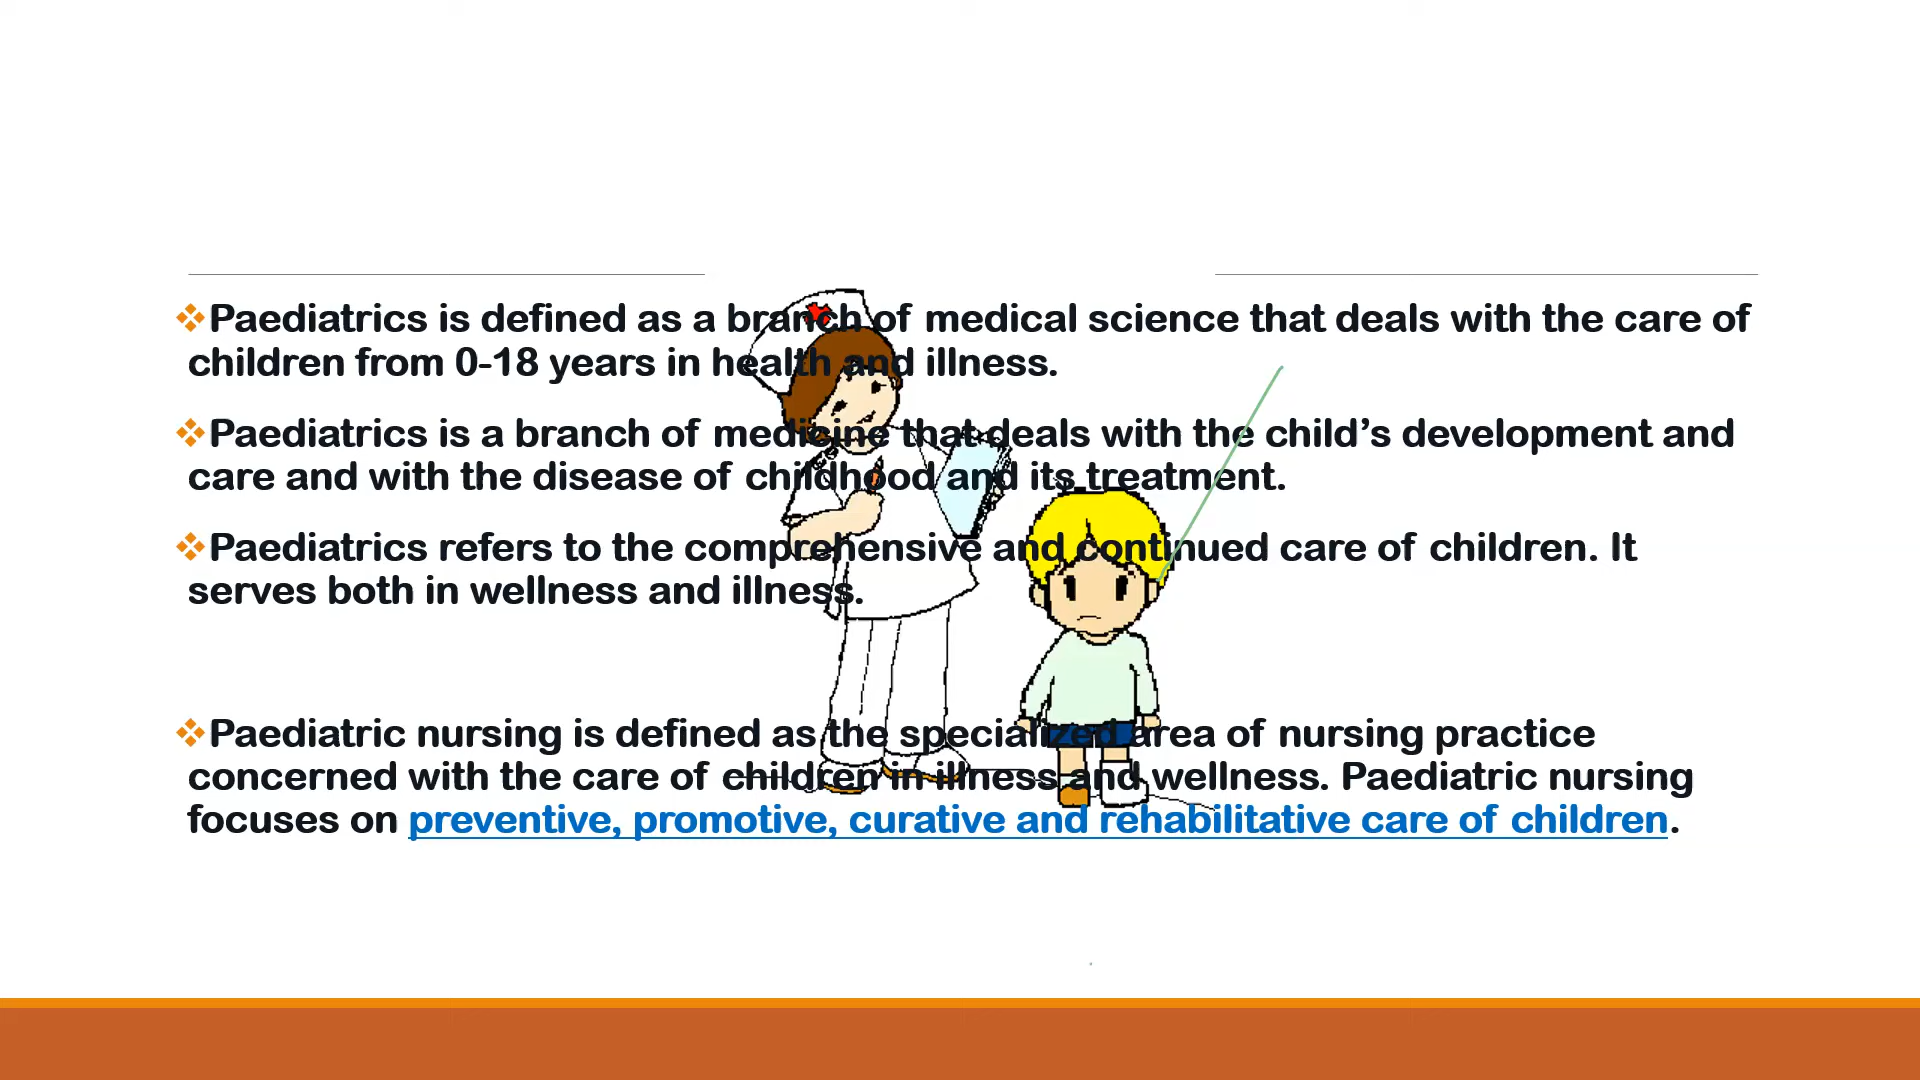 ❖Paediatrics is defined as a branch of medical science that deals with the care of
children from 0-18 years in health and illness.
❖Paediatrics is a branch of medicine that deals with the child’s development and
care and with the disease of childhood and its treatment.
❖Paediatrics refers to the comprehensive and continued care of children. It
serves both in wellness and illness.
❖Paediatric nursing is defined as the specialized area of nursing practice
concerned with the care of children in illness and wellness. Paediatric nursing
focuses on preventive, promotive, curative and rehabilitative care of children.